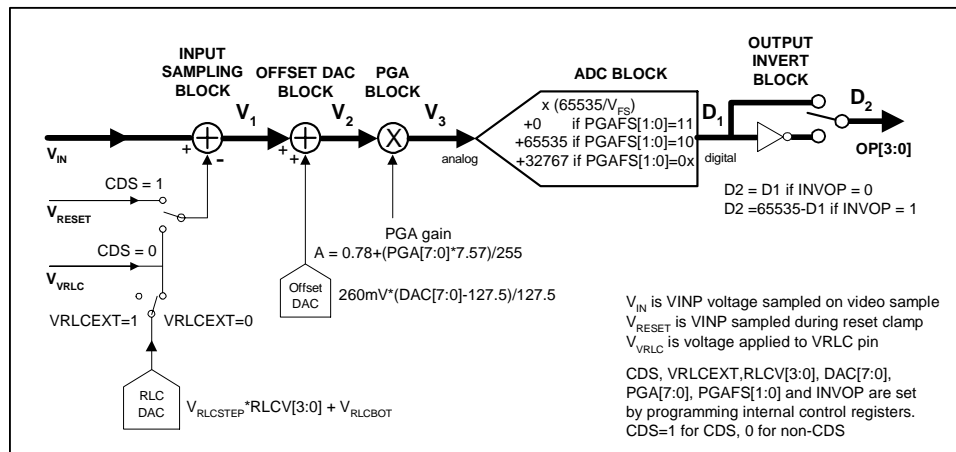 INPUT
SAMPLING
BLOCK
OFFSET DAC
BLOCK
PGA
BLOCK
ADC BLOCK
OUTPUT
INVERT
BLOCK
V1
V2
V3
x (65535/VFS)
+0 if PGAFS[1:0]=11
+65535 if PGAFS[1:0]=10
+32767 if PGAFS[1:0]=0x
D1
D2
VIN
+
-
+
+
+
+
X
analog
digital
OP[3:0]
CDS = 1
VRESET
CDS = 0
VVRLC
VRLCEXT=1
VRLCEXT=0
PGA gain
A = 0.78+(PGA[7:0]*7.57)/255
Offset
DAC
260mV*(DAC[7:0]-127.5)/127.5
D2 = D1 if INVOP = 0
D2 =65535-D1 if INVOP = 1
RLC
DAC
VRLCSTEP*RLCV[3:0] + VRLCBOT
VIN is VINP voltage sampled on video sample
VRESET is VINP sampled during reset clamp
VVRLC is voltage applied to VRLC pin
CDS, VRLCEXT,RLCV[3:0], DAC[7:0],
PGA[7:0], PGAFS[1:0] and INVOP are set
by programming internal control registers.
CDS=1 for CDS, 0 for non-CDS